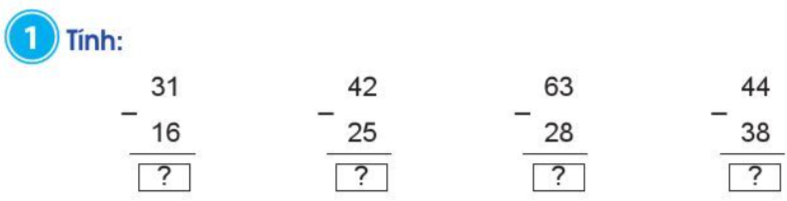 1 Tính:
31 42 63 44
– – – –
16 25 28 38
? ? ? ?